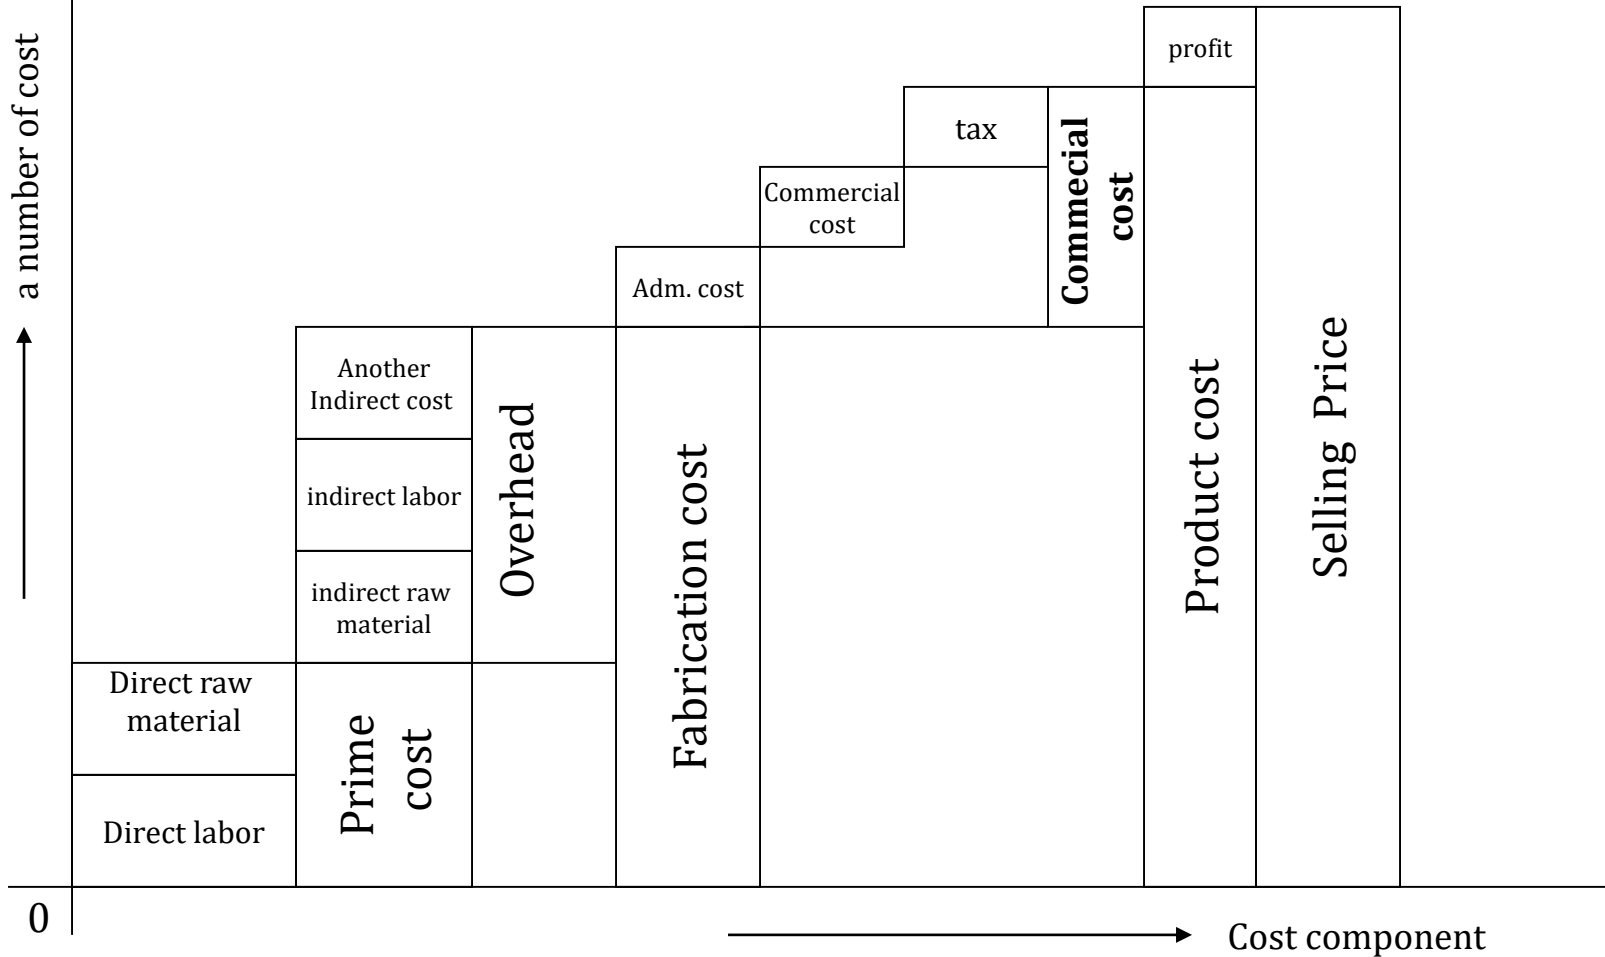 a number of cost
profit
tax
Commecial
cost
Commercial
cost
Adm. cost
Another
Indirect cost
indirect labor
indirect raw
material
Overhead
Fabrication cost
Product cost
Selling Price
Direct raw
material
Direct labor
Prime
cost
0
Cost component